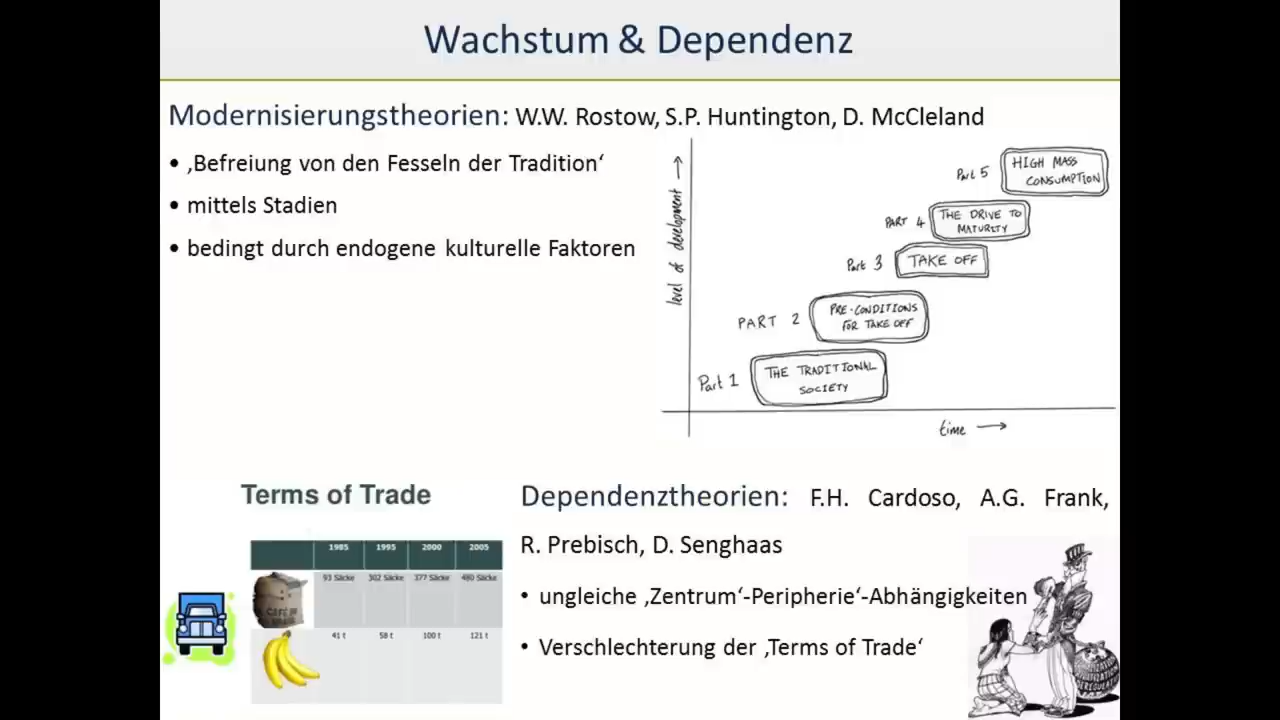 Wachstum & Dependenz
Modernisierungstheorien: W.W. Rostow, S.P. Huntington, D. McCleland
• ‚Befreiung von den Fesseln der Tradition‘
• mittels Stadien
• bedingt durch endogene kulturelle Faktoren
level of development
Part 5
HIGH MASS
CONSUMPTION
PART 4
THE DRIVE TO
MATURITY
Part 3
TAKE OFF
PART 2
PRE-CONDITIONS
FOR TAKE OFF
Part 1
THE TRADITIONAL
SOCIETY
time
Terms of Trade
1985 1995 2000 2005
93 Säcke 302 Säcke 377 Säcke 480 Säcke
41 t 58 t 100 t 121 t
Dependenztheorien: F.H. Cardoso, A.G. Frank,
R. Prebisch, D. Senghaas
• ungleiche ‚Zentrum‘-Peripherie‘-Abhängigkeiten
• Verschlechterung der ‚Terms of Trade‘